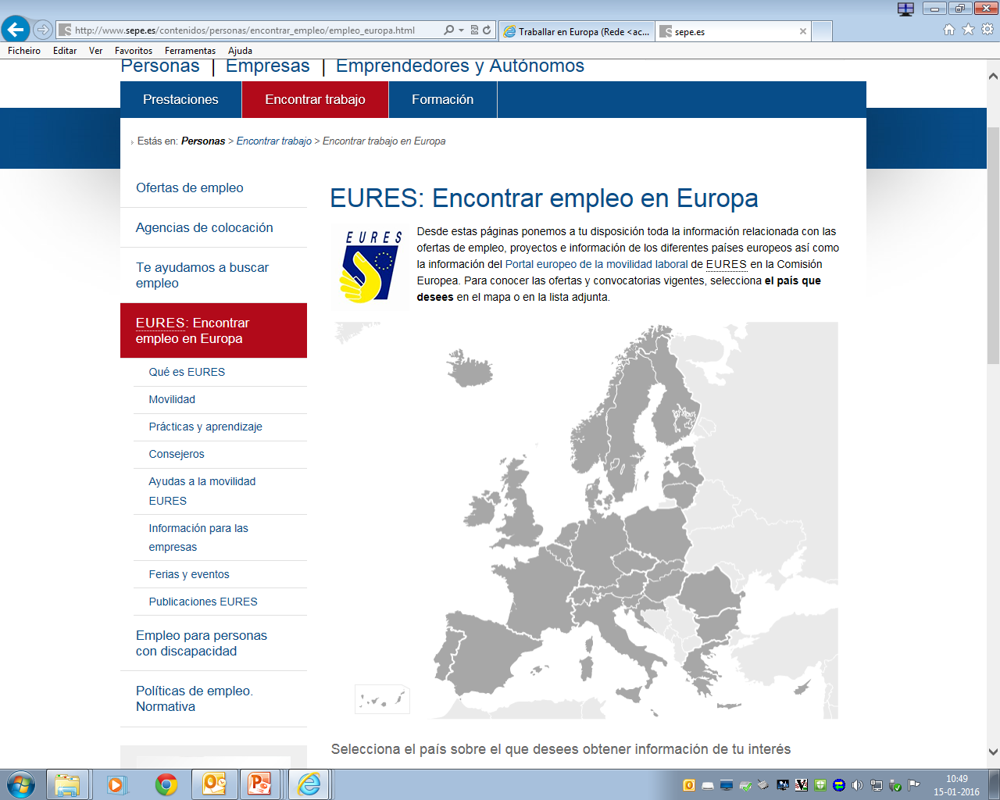 http://www.sepe.es/contenidos/personas/encontrar_empleo/empleo_europa.html
Traballar en Europa (Rede <ac...
sepe.es
Ficheiro Editar Ver Favoritos Ferramentas Ajuda
Personas | Empresas | Emprendedores y Autónomos
Prestaciones Encontrar trabajo Formación
Estás en: Personas > Encontrar trabajo > Encontrar trabajo en Europa
Ofertas de empleo
Agencias de colocación
Te ayudamos a buscar
empleo
EURES: Encontrar
empleo en Europa
Qué es EURES
Movilidad
Prácticas y aprendizaje
Consejeros
Ayudas a la movilidad
EURES
Información para las
empresas
Ferias y eventos
Publicaciones EURES
Empleo para personas
con discapacidad
Políticas de empleo.
Normativa
EURES: Encontrar empleo en Europa
EURES
Desde estas páginas ponemos a tu disposición toda la información relacionada con las
ofertas de empleo, proyectos e información de los diferentes países europeos así como
la información del Portal europeo de la movilidad laboral de EURES en la Comisión
Europea. Para conocer las ofertas y convocatorias vigentes, selecciona el país que
desees en el mapa o en la lista adjunta.
Selecciona el país sobre el que desees obtener información de tu interés
10:49
15-01-2016